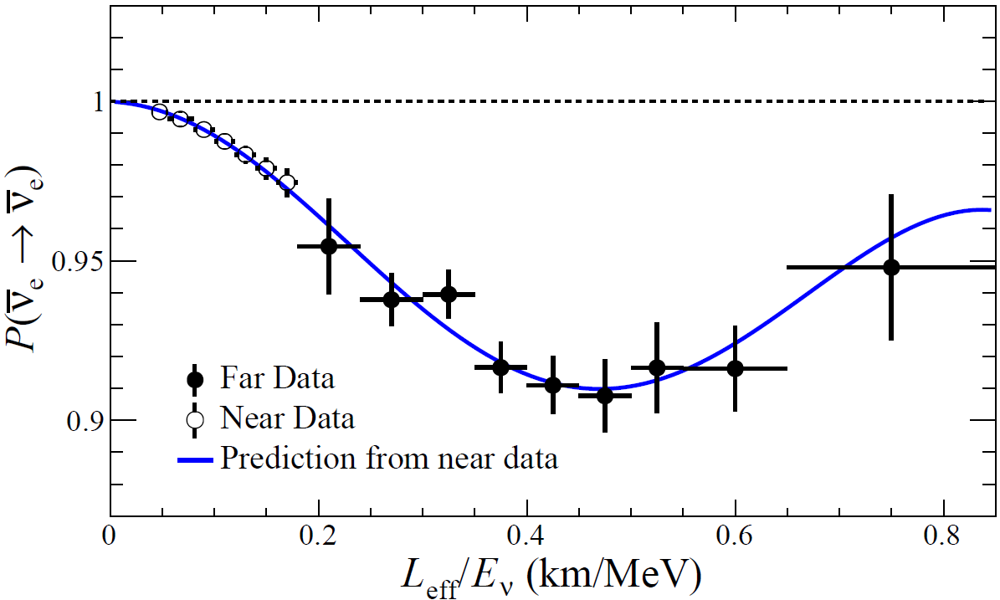 1
0.95
0.9
P(ν̅e → ν̅e)
Far Data
Near Data
Prediction from near data
0 0.2 0.4 0.6 0.8
Leff/Eν (km/MeV)